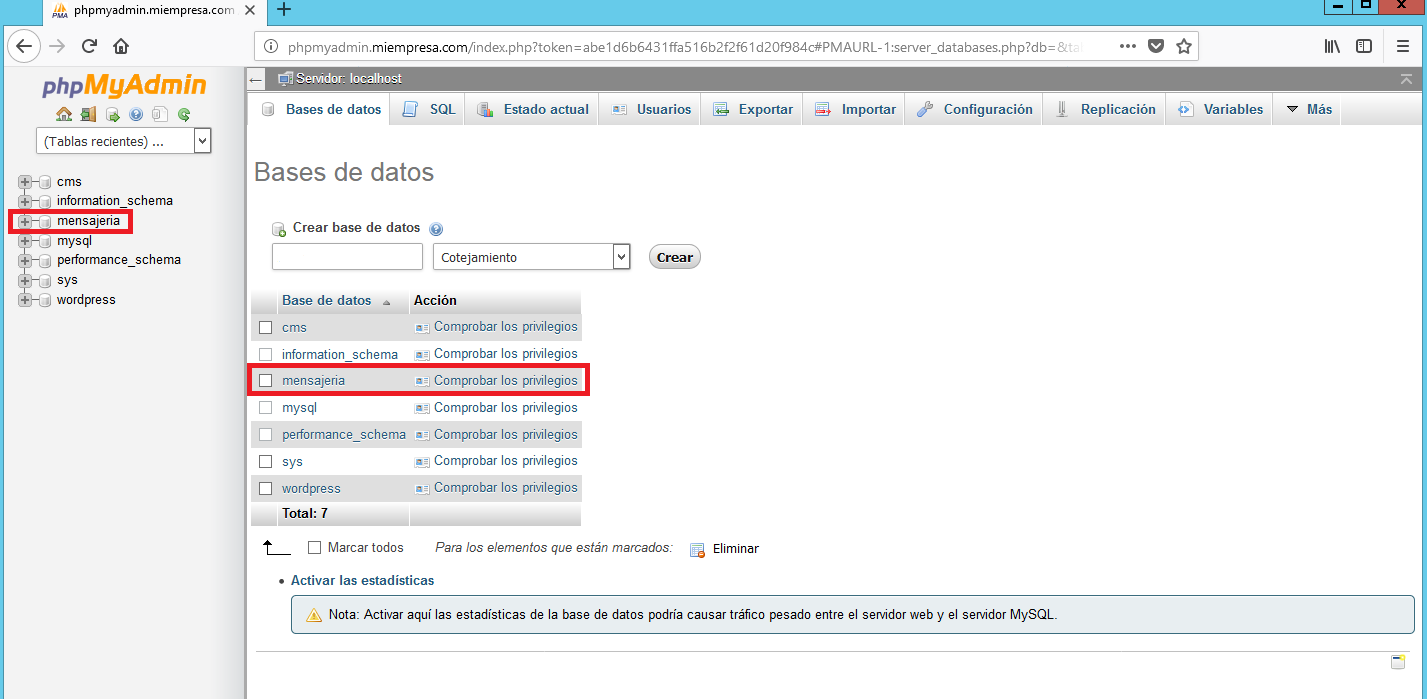 phpmyadmin.miempresa.com
phpmyadmin.miempresa.com/index.php?token=abe1d6b6431ffa516b2f2f61d20f984c#PMAURL-1:server_databases.php?db=&ta
phpMyAdmin
(Tablas recientes) ...
cms
information_schema
mensajeria
mysql
performance_schema
sys
wordpress
Servidor: localhost
Bases de datos SQL Estado actual Usuarios Exportar Importar Configuración Replicación Variables Más
Bases de datos
Crear base de datos
Cotejamiento Crear
Base de datos Acción
cms Comprobar los privilegios
information_schema Comprobar los privilegios
mensajeria Comprobar los privilegios
mysql Comprobar los privilegios
performance_schema Comprobar los privilegios
sys Comprobar los privilegios
wordpress Comprobar los privilegios
Total: 7
Marcar todos Para los elementos que están marcados: Eliminar
Activar las estadísticas
Nota: Activar aquí las estadísticas de la base de datos podría causar tráfico pesado entre el servidor web y el servidor MySQL.